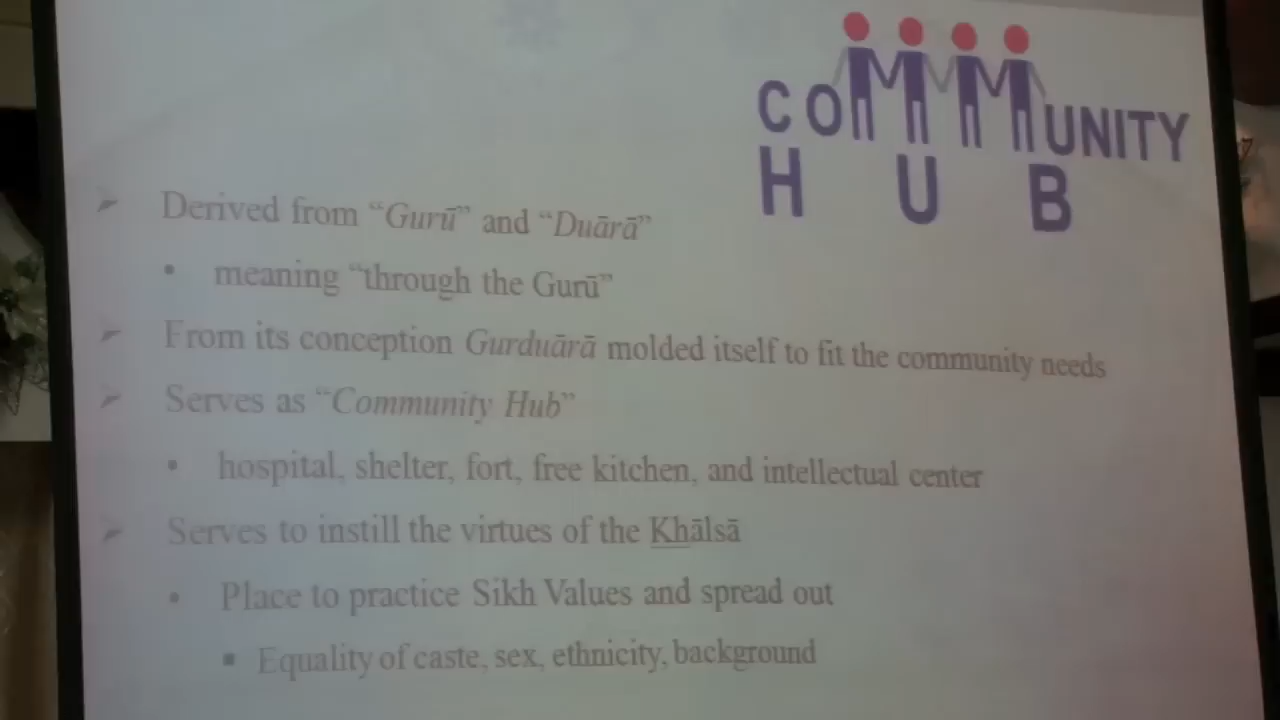 COMMUNITY
HUB
Derived from “Gurū” and “Duārā”
meaning “through the Gurū”
From its conception Gurduārā molded itself to fit the community needs
Serves as “Community Hub”
hospital, shelter, fort, free kitchen, and intellectual center
Serves to instill the virtues of the Khālsā
Place to practice Sikh Values and spread out
Equality of caste, sex, ethnicity, background